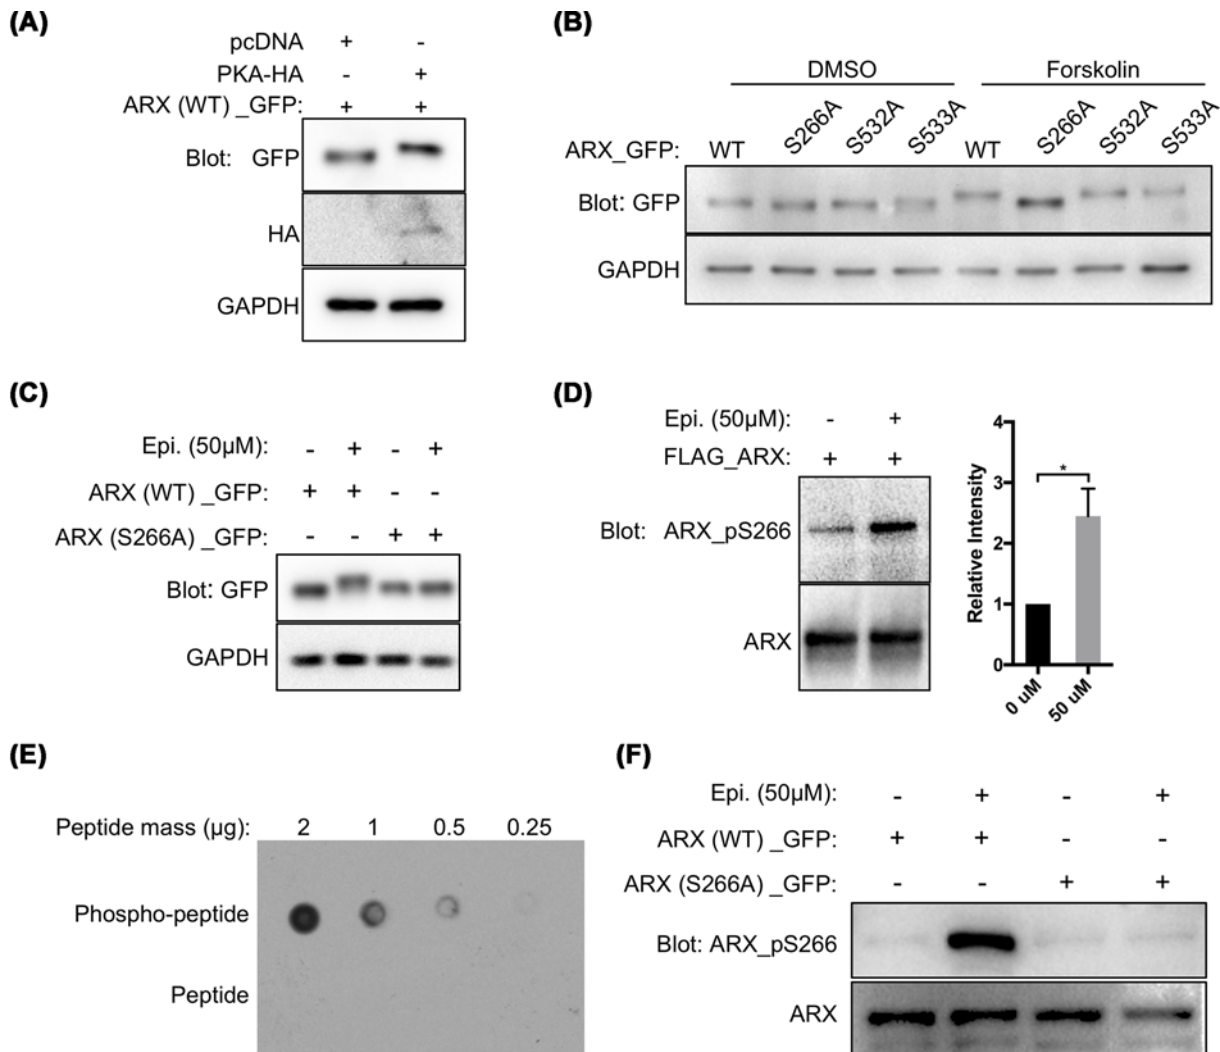 (A)
pcDNA + -
PKA-HA - +
ARX (WT) _GFP: + +
Blot: GFP
HA
GAPDH
(B)
DMSO Forskolin
ARX_GFP: WT S266A S532A S533A WT S266A S532A S533A
Blot: GFP
GAPDH
(C)
Epi. (50μM): - + - +
ARX (WT) _GFP: + + - -
ARX (S266A) _GFP: - - + +
Blot: GFP
GAPDH
(D)
Epi. (50μM): - +
FLAG_ARX: + +
Blot: ARX_pS266
ARX
Relative Intensity
4
3
2
1
0
*
0 uM 50 uM
(E)
Peptide mass (μg): 2 1 0.5 0.25
Phospho-peptide
Peptide
(F)
Epi. (50μM): - + - +
ARX (WT) _GFP: + + - -
ARX (S266A) _GFP: - - + +
Blot: ARX_pS266
ARX